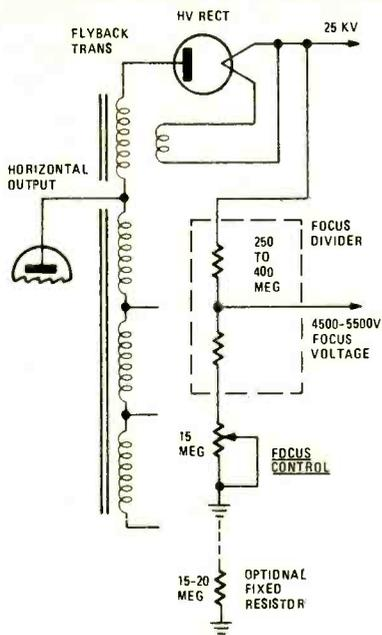 HV RECT
FLYBACK
TRANS
25 KV
HORIZONTAL
OUTPUT
FOCUS
DIVIDER
250
TO
400
MEG
4500-5500V
FOCUS
VOLTAGE
15
MEG
FOCUS
CONTROL
15-20
MEG
OPTIONAL
FIXED
RESISTOR